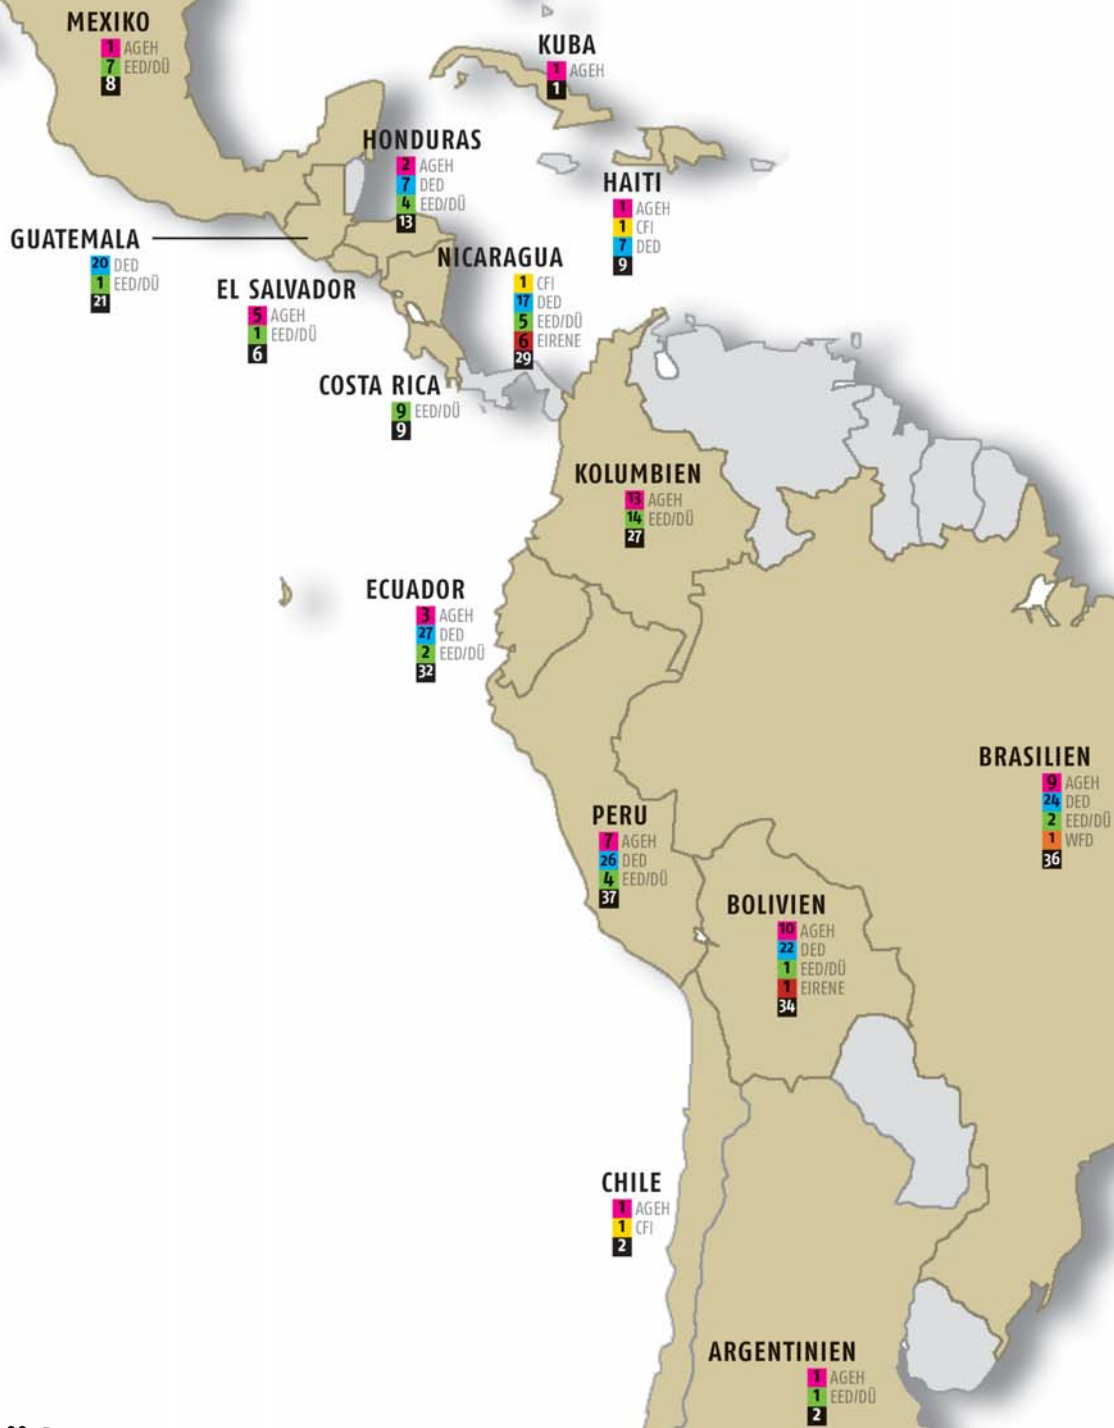 MEXIKO
1 AGEH
7 EED/DÜ
8
KUBA
1 AGEH
1
HONDURAS
2 AGEH
7 DED
4 EED/DÜ
13
HAITI
1 AGEH
1 CFI
7 DED
9
GUATEMALA
20 DED
1 EED/DÜ
21
NICARAGUA
1 CFI
17 DED
5 EED/DÜ
6 EIRENE
29
EL SALVADOR
5 AGEH
1 EED/DÜ
6
COSTA RICA
9 EED/DÜ
9
KOLUMBIEN
13 AGEH
14 EED/DÜ
27
ECUADOR
3 AGEH
27 DED
2 EED/DÜ
32
BRASILIEN
9 AGEH
24 DED
2 EED/DÜ
1 WFD
36
PERU
7 AGEH
26 DED
4 EED/DÜ
37
BOLIVIEN
10 AGEH
22 DED
1 EED/DÜ
1 EIRENE
34
CHILE
1 AGEH
1 CFI
2
ARGENTINIEN
1 AGEH
1 EED/DÜ
2